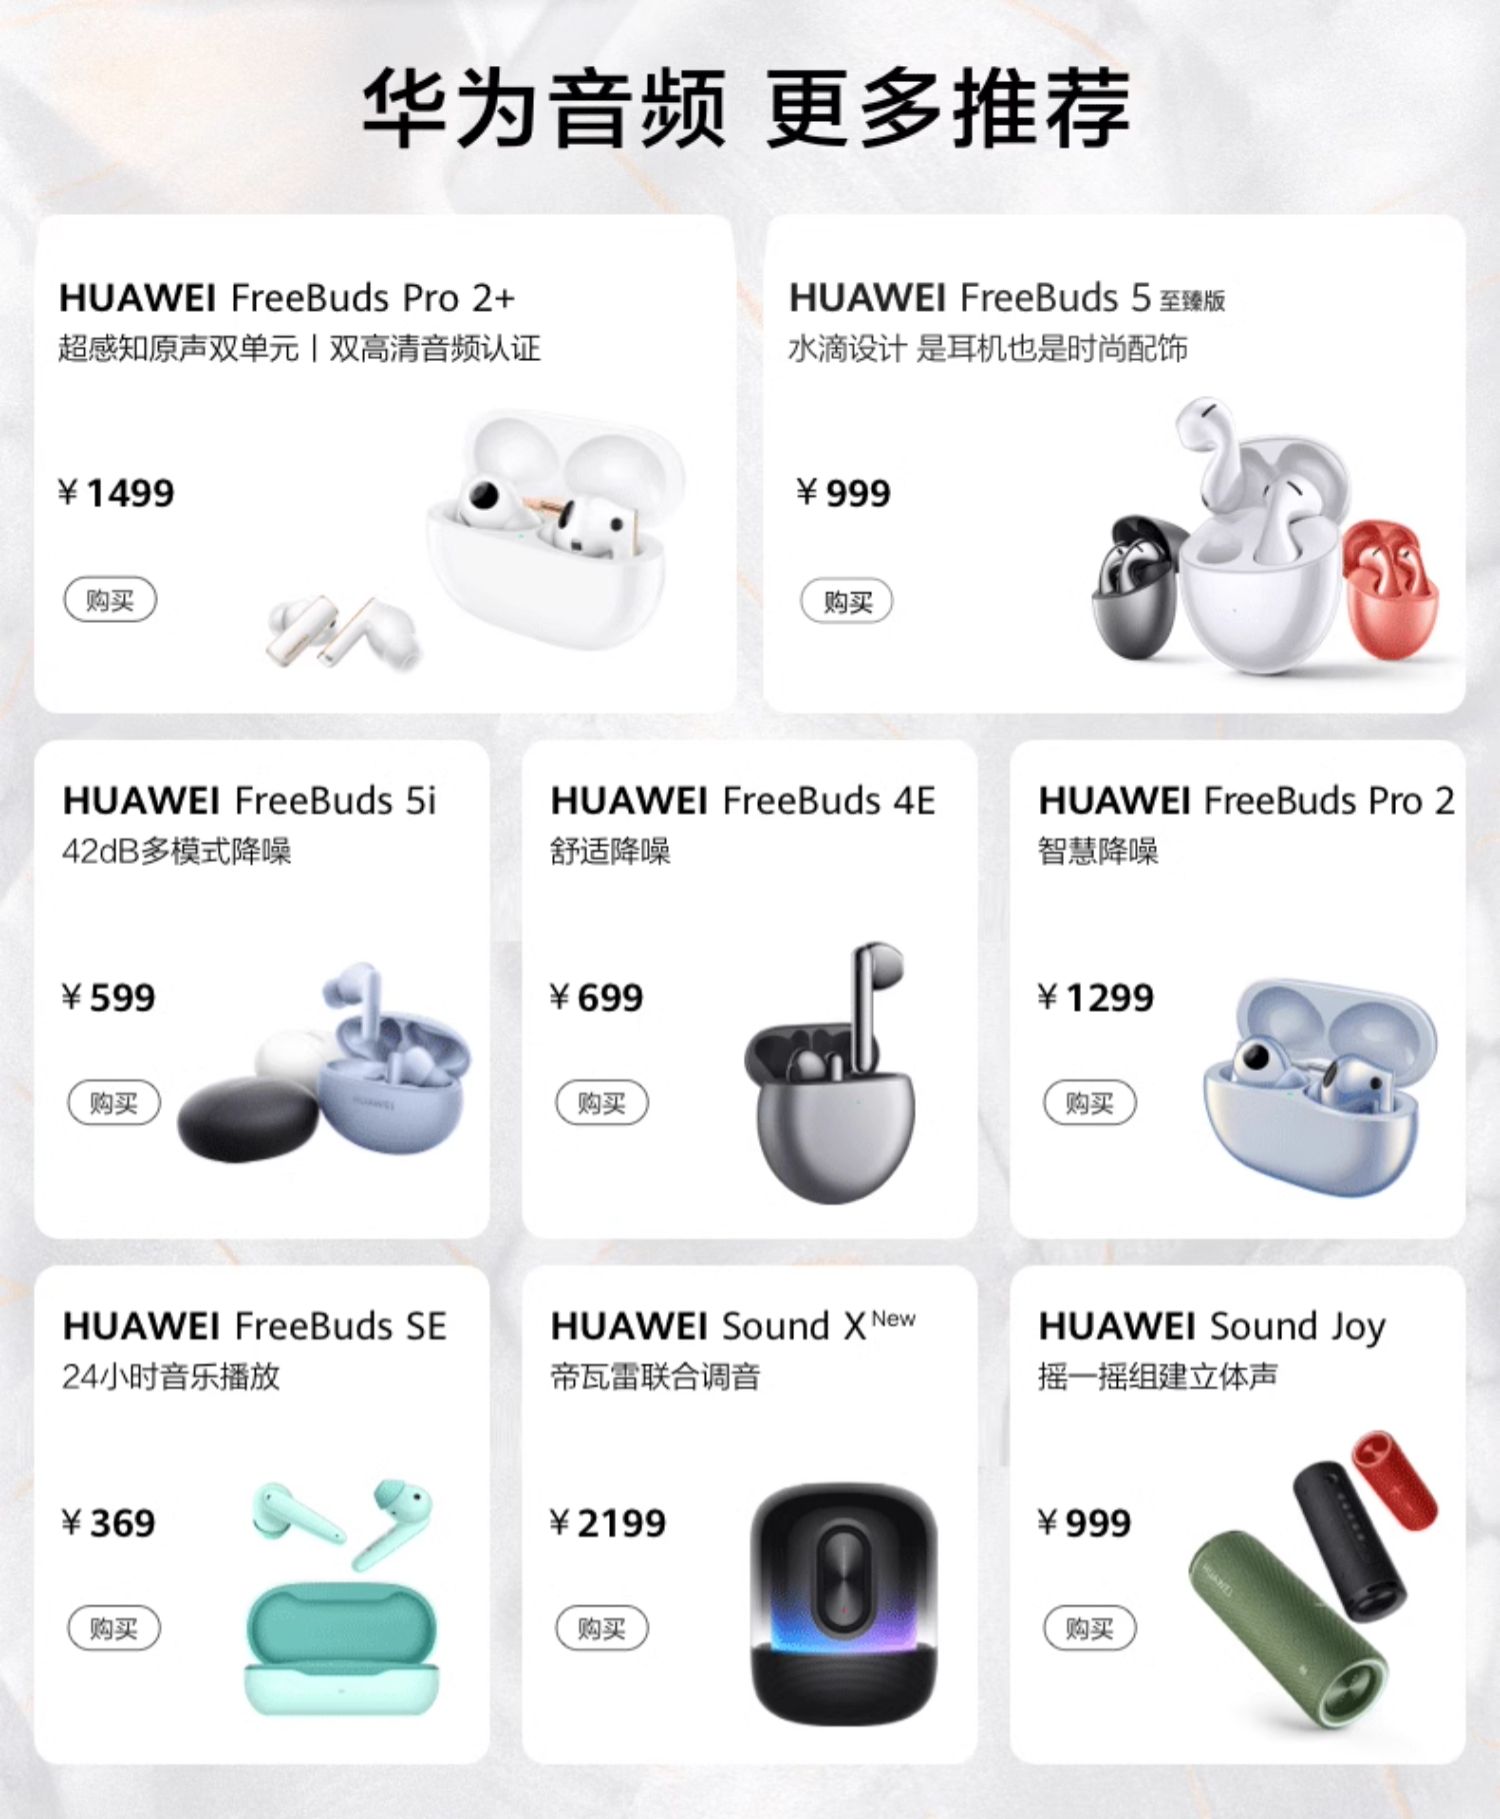 华为音频 更多推荐
HUAWEI FreeBuds Pro 2+
超感知原声双单元丨双高清音频认证
¥ 1499
购买
HUAWEI FreeBuds 5 至臻版
水滴设计 是耳机也是时尚配饰
¥ 999
购买
HUAWEI FreeBuds 5i
42dB多模式降噪
¥ 599
HUAWEI
购买
HUAWEI FreeBuds 4E
舒适降噪
¥ 699
购买
HUAWEI FreeBuds Pro 2
智慧降噪
¥ 1299
购买
HUAWEI FreeBuds SE
24小时音乐播放
¥ 369
购买
HUAWEI Sound X New
帝瓦雷联合调音
¥ 2199
购买
HUAWEI Sound Joy
摇一摇组建立体声
¥ 999
HUAWEI
购买